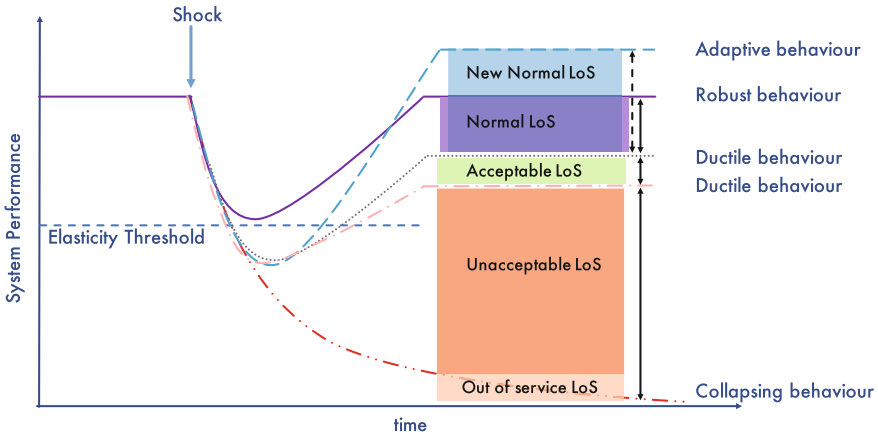 Shock
Adaptive behaviour
New Normal LoS
Robust behaviour
Normal LoS
Ductile behaviour
Acceptable LoS
Ductile behaviour
System Performance
Elasticity Threshold
Unacceptable LoS
Out of service LoS
Collapsing behaviour
time